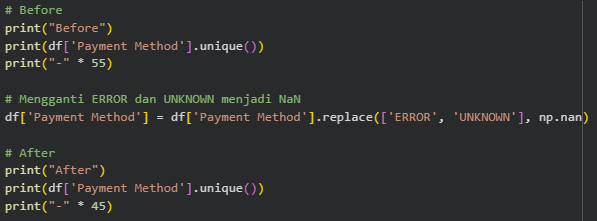 # Before
print("Before")
print(df['Payment Method'].unique())
print("-" * 55)
# Mengganti ERROR dan UNKNOWN menjadi NaN
df['Payment Method'] = df['Payment Method'].replace(['ERROR', 'UNKNOWN'], np.nan)
# After
print("After")
print(df['Payment Method'].unique())
print("-" * 45)